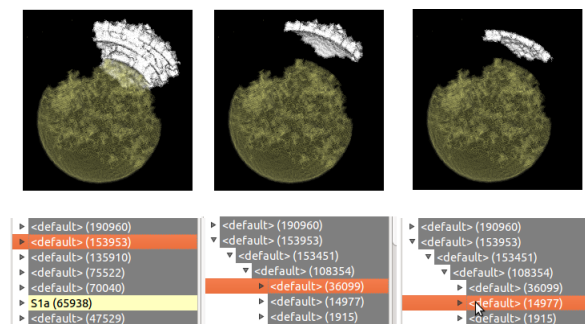 <default> (190960)
<default> (153953)
<default> (135910)
<default> (75522)
<default> (70040)
S1a (65938)
<default> (47529)
<default> (190960)
<default> (153953)
<default> (153451)
<default> (108354)
<default> (36099)
<default> (14977)
<default> (1915)
<default> (190960)
<default> (153953)
<default> (153451)
<default> (108354)
<default> (36099)
<default> (14977)
<default> (1915)